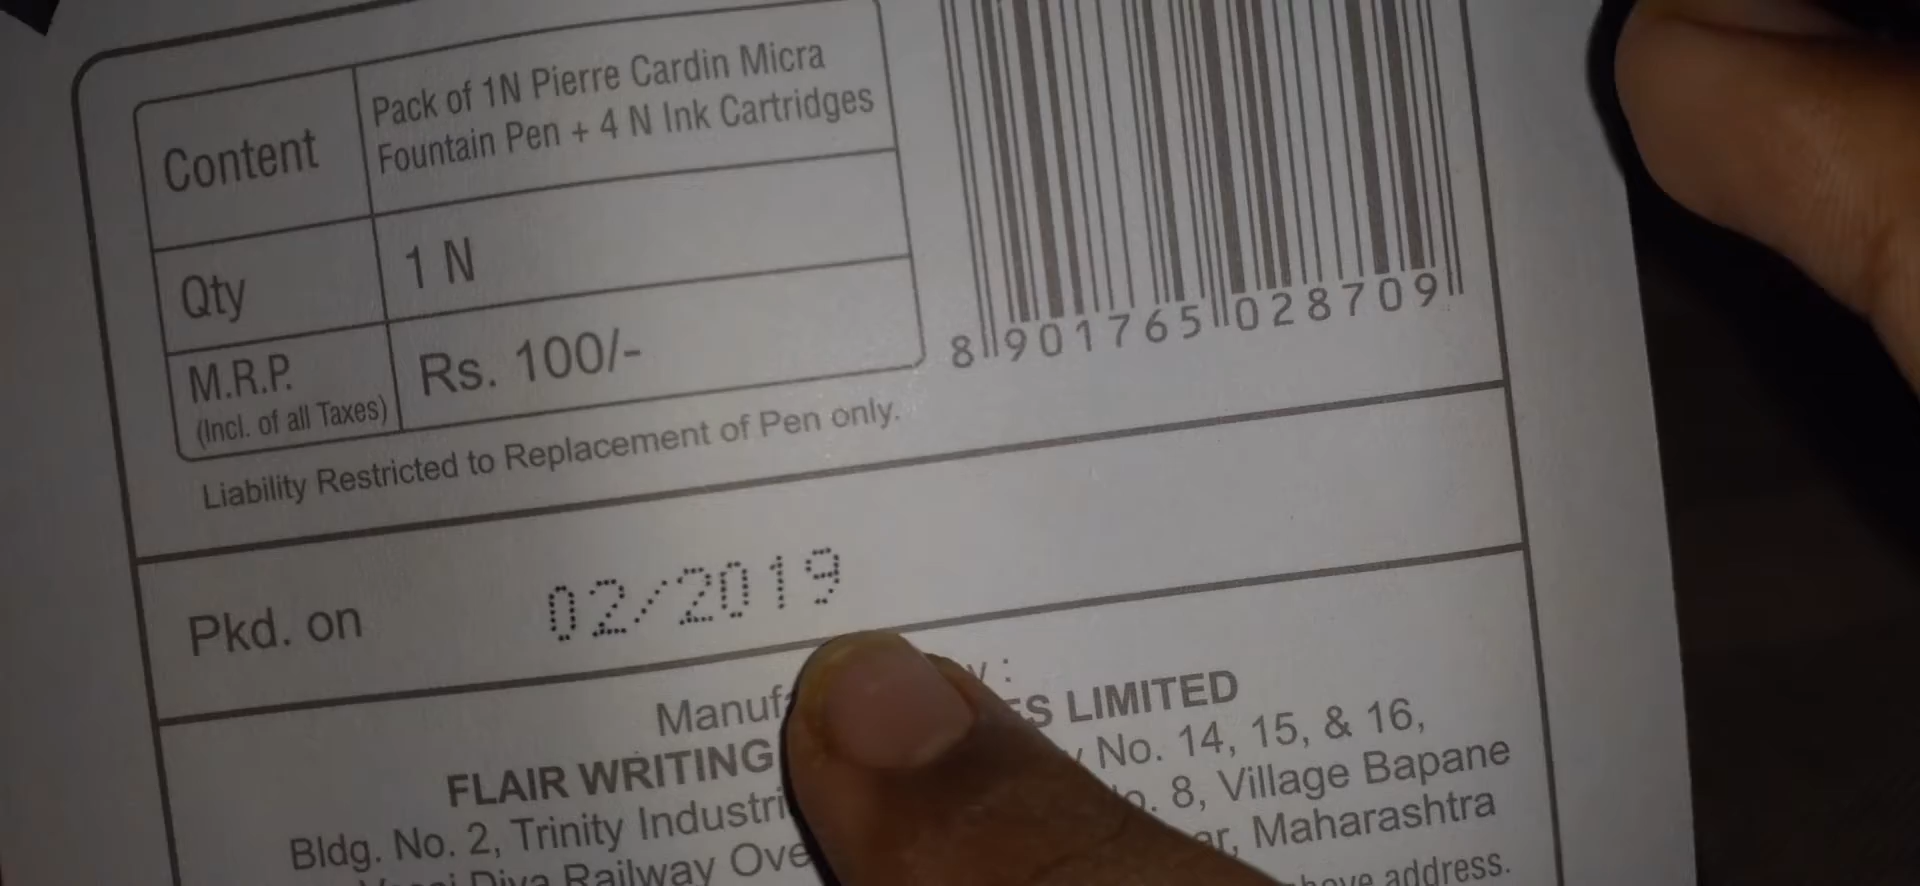 Content
Pack of 1N Pierre Cardin Micra
Fountain Pen + 4 N Ink Cartridges
Qty
1 N
M.R.P.
(Incl. of all Taxes)
Rs. 100/-
8 901765 028709
Liability Restricted to Replacement of Pen only.
Pkd. on 02/2019
:
FLAIR WRITING LIMITED
Bldg. No. 2, Trinity No. 14, 15, & 16,
8, Village Bapane
Railway Maharashtra
address.